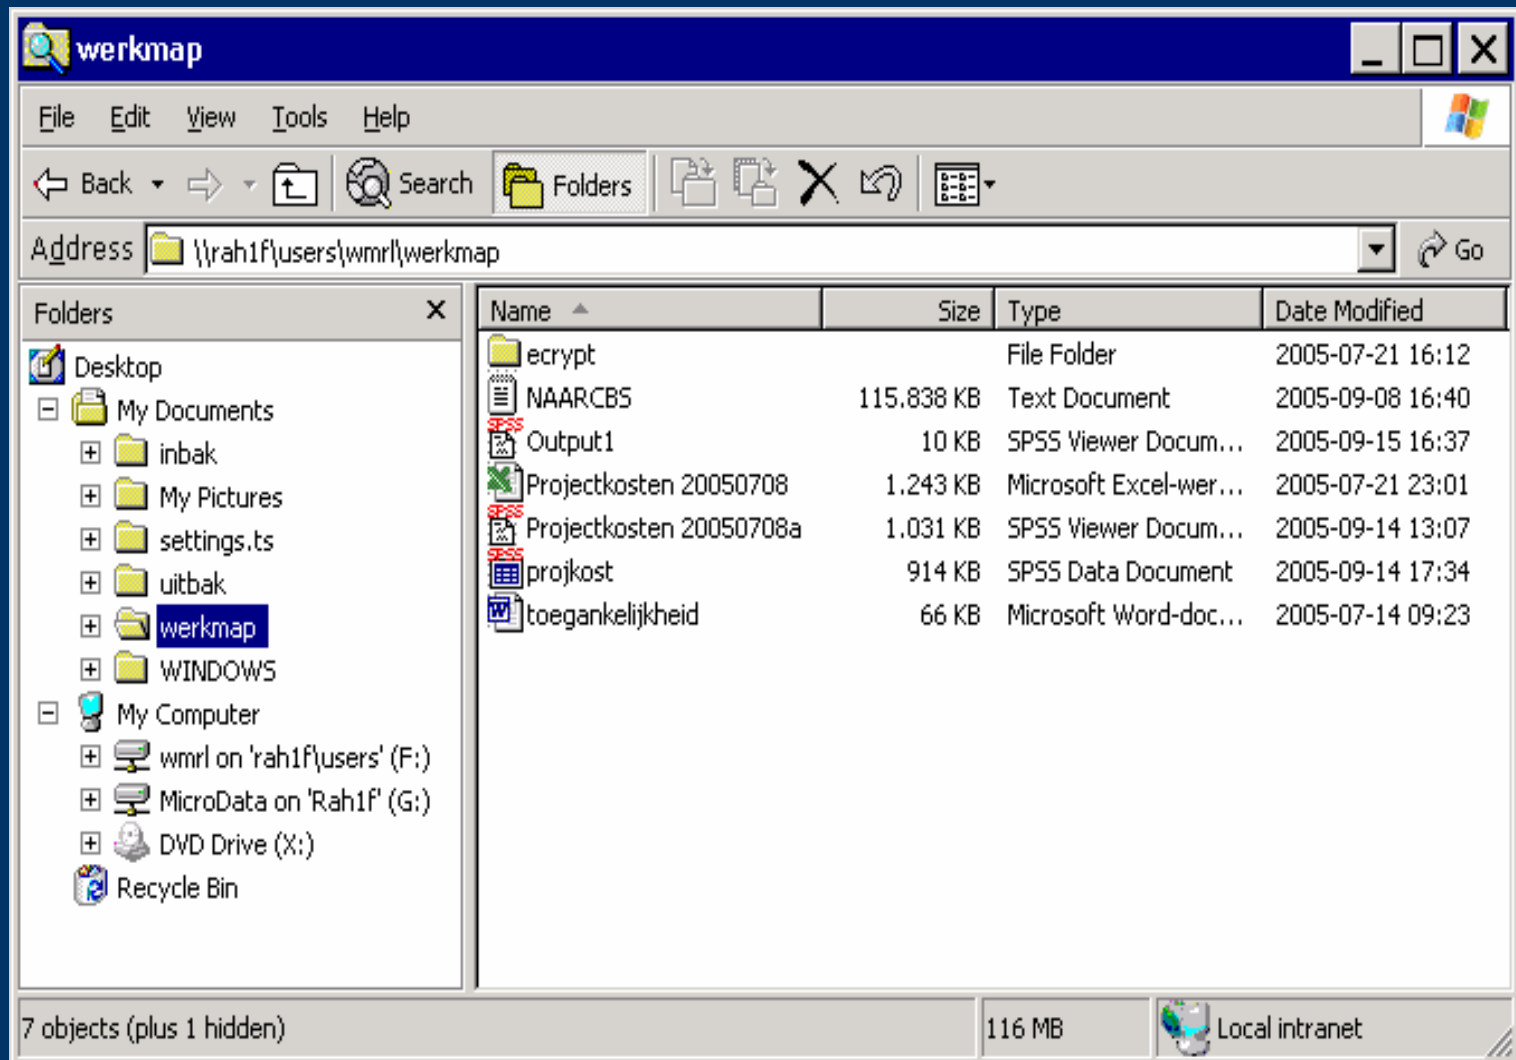 werkmap
File Edit View Tools Help
Back Search Folders
Address \\rah1f\users\wmrl\werkmap Go
Folders
Desktop
My Documents
inbak
My Pictures
settings.ts
uitbak
werkmap
WINDOWS
My Computer
wmrl on 'rah1f\users' (F:)
MicroData on 'Rah1f' (G:)
DVD Drive (X:)
Recycle Bin
Name Size Type Date Modified
ecrypt File Folder 2005-07-21 16:12
NAARCBS 115.838 KB Text Document 2005-09-08 16:40
SPSS Output1 10 KB SPSS Viewer Docum... 2005-09-15 16:37
Projectkosten 20050708 1.243 KB Microsoft Excel-wer... 2005-07-21 23:01
SPSS Projectkosten 20050708a 1.031 KB SPSS Viewer Docum... 2005-09-14 13:07
SPSS projkost 914 KB SPSS Data Document 2005-09-14 17:34
toegankelijkheid 66 KB Microsoft Word-doc... 2005-07-14 09:23
7 objects (plus 1 hidden) 116 MB Local intranet